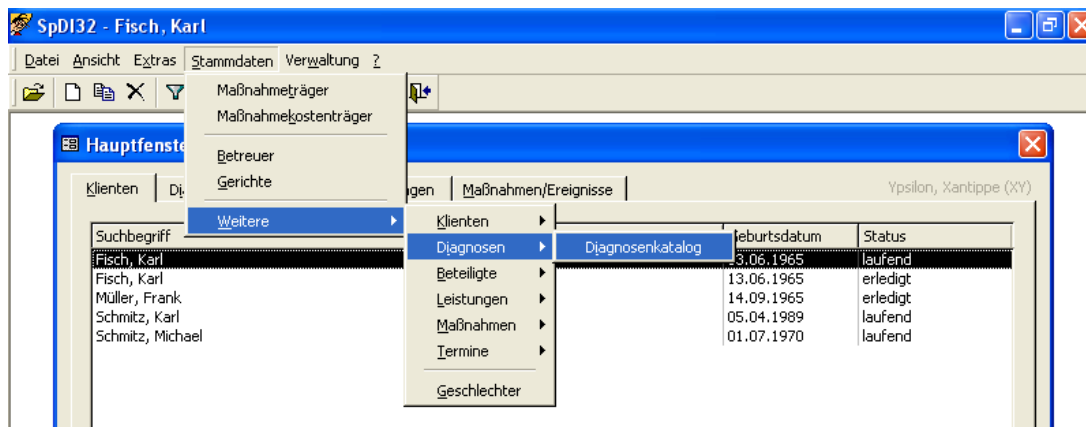 SpDI32 - Fisch, Karl
Datei Ansicht Extras Stammdaten Verwaltung ?
Maßnahmeträger
Maßnahmekostenträger
Betreuer
Gerichte
Weitere
Klienten
Diagnosen
Beteiligte
Leistungen
Maßnahmen
Termine
Geschlechter
Diagnosenkatalog
Hauptfenste
Klienten Di gen Maßnahmen/Ereignisse Ypsilon, Xantippe (XY)
Suchbegriff eburtsdatum Status
Fisch, Karl 13.06.1965 laufend
Fisch, Karl 13.06.1965 erledigt
Müller, Frank 14.09.1965 erledigt
Schmitz, Karl 05.04.1989 laufend
Schmitz, Michael 01.07.1970 laufend